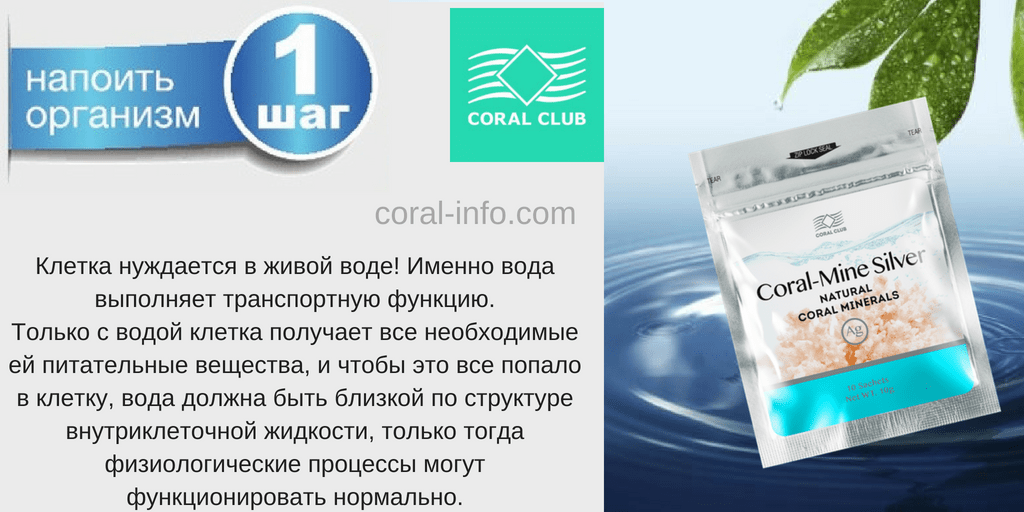 напоить
организм
1
шаг
CORAL CLUB
coral-info.com
Клетка нуждается в живой воде! Именно вода
выполняет транспортную функцию.
Только с водой клетка получает все необходимые
ей питательные вещества, и чтобы это все попало
в клетку, вода должна быть близкой по структуре
внутриклеточной жидкости, только тогда
физиологические процессы могут
функционировать нормально.
TEAR
ZIP LOCK SEAL
TEAR
CORAL CLUB
Coral-Mine Silver
NATURAL
CORAL MINERALS
Ag
Sachets